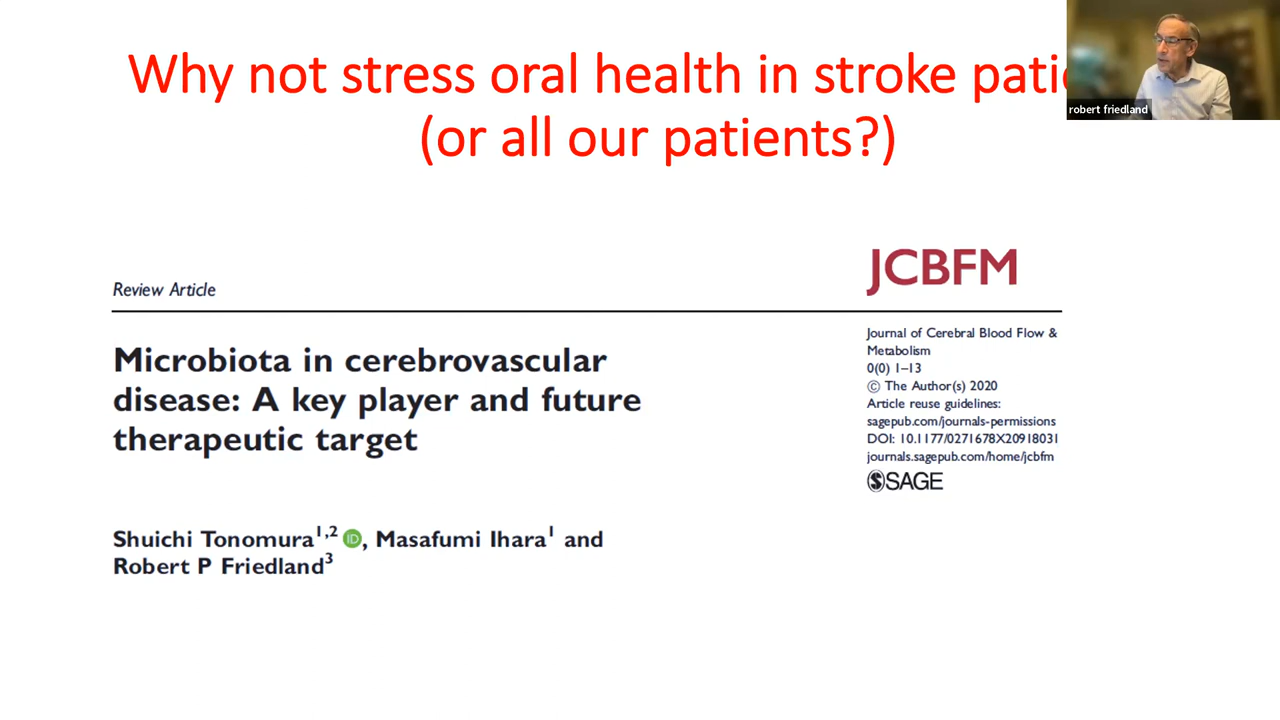 Why not stress oral health in stroke
(or all our patients?)
robert friedland
JCBFM
Review Article
Microbiota in cerebrovascular
disease: A key player and future
therapeutic target
Shuichi Tonomura1,2 iD, Masafumi Ihara1 and
Robert P Friedland3
Journal of Cerebral Blood Flow &
Metabolism
0(0) 1–13
© The Author(s) 2020
Article reuse guidelines:
sagepub.com/journals-permissions
DOI: 10.1177/0271678X20918031
journals.sagepub.com/home/jcbfm
SAGE